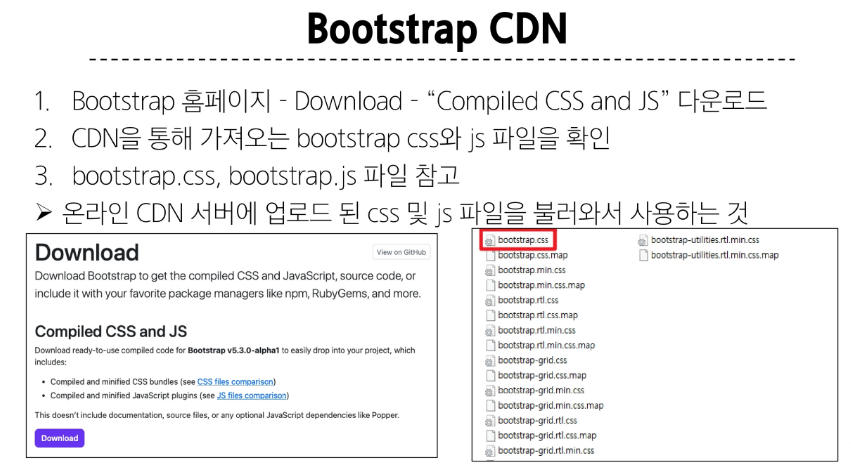 Bootstrap CDN
1. Bootstrap 홈페이지 - Download - “Compiled CSS and JS” 다운로드
2. CDN을 통해 가져오는 bootstrap css와 js 파일을 확인
3. bootstrap.css, bootstrap.js 파일 참고
➢ 온라인 CDN 서버에 업로드 된 css 및 js 파일을 불러와서 사용하는 것
Download
View on GitHub
Download Bootstrap to get the compiled CSS and JavaScript, source code, or
include it with your favorite package managers like npm, RubyGems, and more.
Compiled CSS and JS
Download ready-to-use compiled code for Bootstrap v5.3.0-alpha1 to easily drop into your project, which
includes:
• Compiled and minified CSS bundles (see CSS files comparison)
• Compiled and minified JavaScript plugins (see JS files comparison)
This doesn't include documentation, source files, or any optional JavaScript dependencies like Popper.
Download
bootstrap.css
bootstrap.css.map
bootstrap.min.css
bootstrap.min.css.map
bootstrap.rtl.css
bootstrap.rtl.css.map
bootstrap.rtl.min.css
bootstrap.rtl.min.css.map
bootstrap-grid.css
bootstrap-grid.css.map
bootstrap-grid.min.css
bootstrap-grid.min.css.map
bootstrap-grid.rtl.css
bootstrap-grid.rtl.css.map
bootstrap-grid.rtl.min.css
bootstrap-utilities.rtl.min.css
bootstrap-utilities.rtl.min.css.map